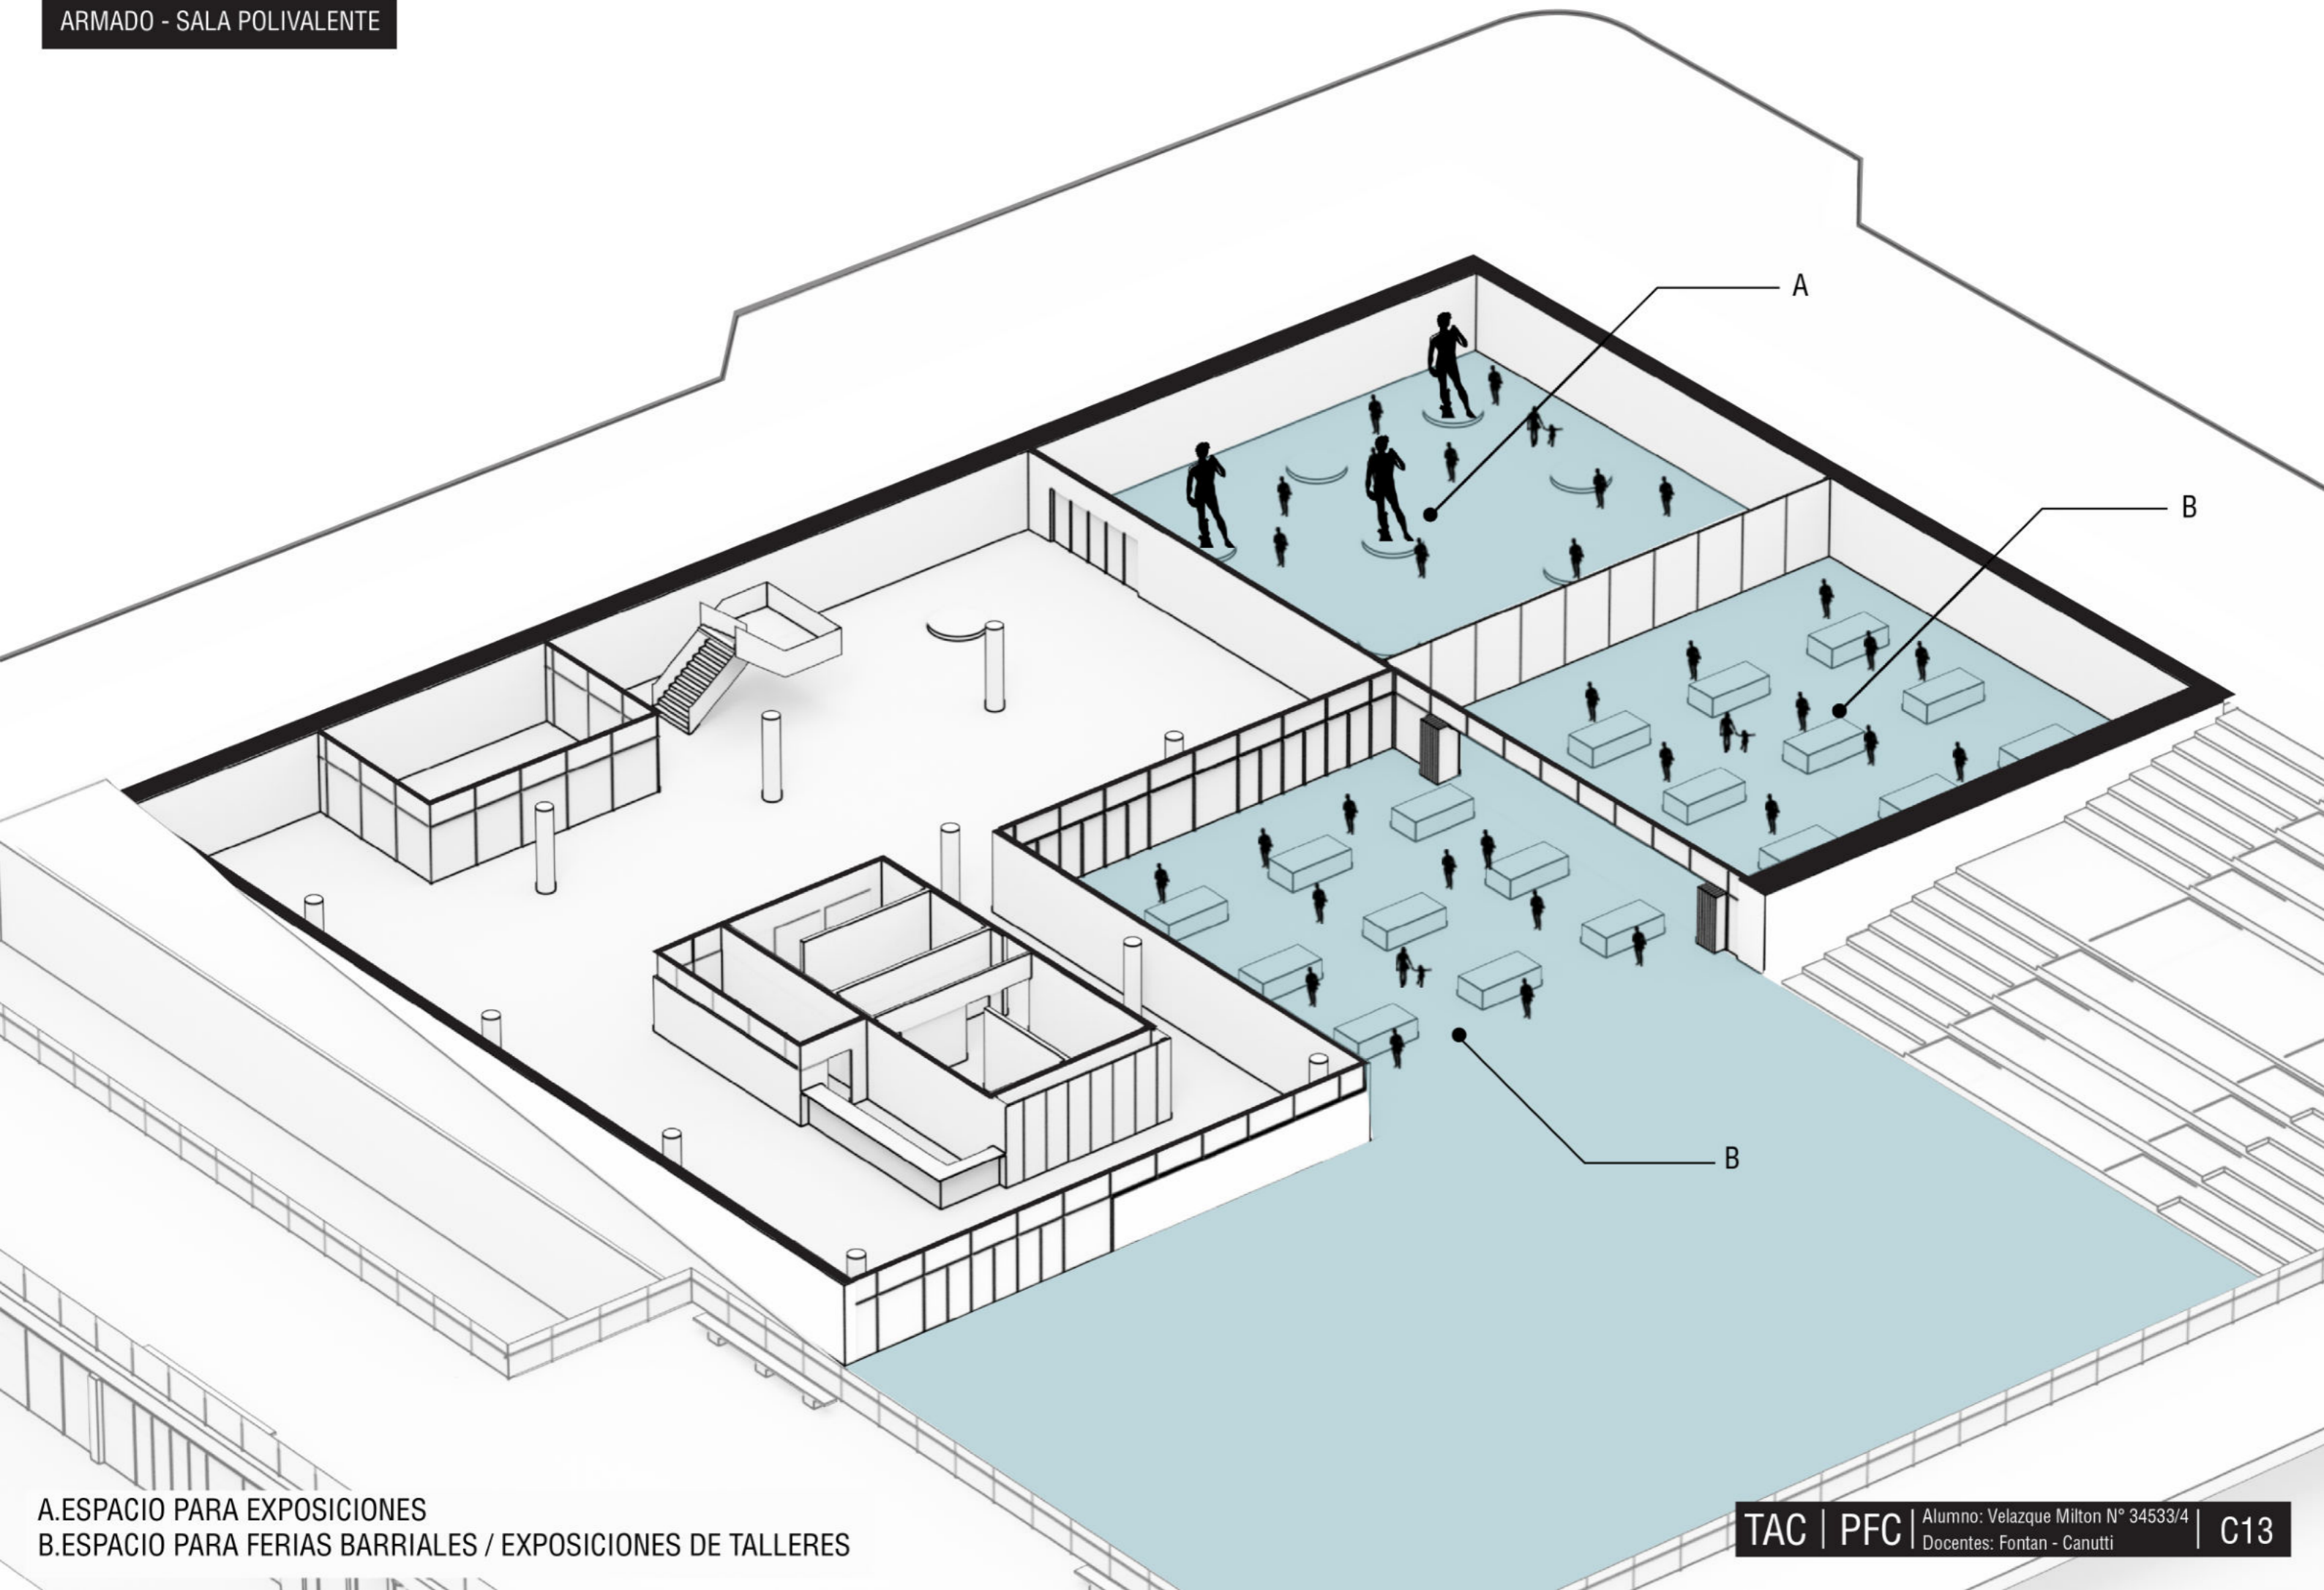 ARMADO - SALA POLIVALENTE
A
B
B
A.ESPACIO PARA EXPOSICIONES
B.ESPACIO PARA FERIAS BARRIALES / EXPOSICIONES DE TALLERES
TAC | PFC | Alumno: Velazque Milton N° 34533/4 | C13
Docentes: Fontan - Canutti